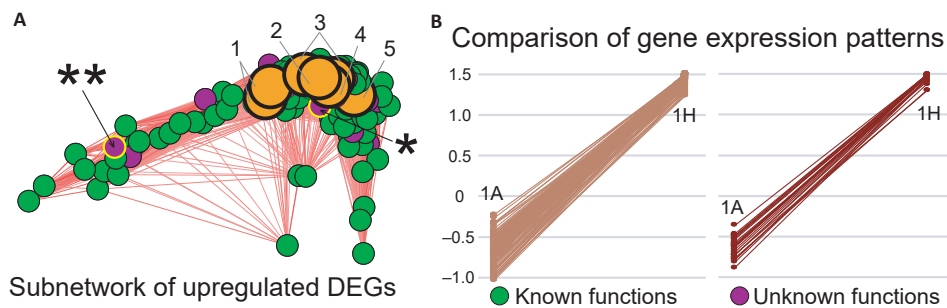 A
1
2
3
4
5
**
*
Subnetwork of upregulated DEGs
B
Comparison of gene expression patterns
1.5
1.0
0.5
0
–0.5
–1.0
1A
1H
1A
1H
Known functions
Unknown functions